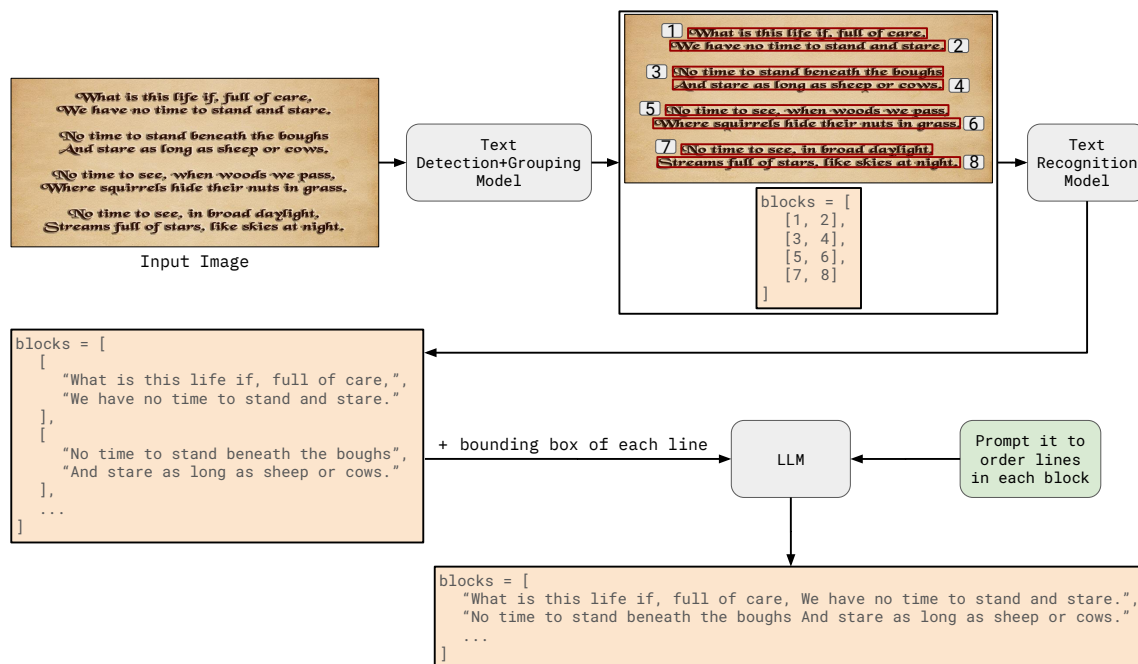 What is this life if, full of care,
We have no time to stand and stare.
No time to stand beneath the boughs
And stare as long as sheep or cows.
No time to see, when woods we pass,
Where squirrels hide their nuts in grass.
No time to see, in broad daylight,
Streams full of stars, like skies at night.
Input Image
Text
Detection+Grouping
Model
1 What is this life if, full of care,
We have no time to stand and stare. 2
3 No time to stand beneath the boughs
And stare as long as sheep or cows. 4
5 No time to see, when woods we pass,
Where squirrels hide their nuts in grass. 6
7 No time to see, in broad daylight,
Streams full of stars, like skies at night. 8
blocks = [
[1, 2],
[3, 4],
[5, 6],
[7, 8]
]
Text
Recognition
Model
blocks = [
[
“What is this life if, full of care,”,
“We have no time to stand and stare.”
],
[
“No time to stand beneath the boughs”,
“And stare as long as sheep or cows.”
],
...
]
+ bounding box of each line
LLM
Prompt it to
order lines
in each block
blocks = [
“What is this life if, full of care, We have no time to stand and stare.”,
“No time to stand beneath the boughs And stare as long as sheep or cows.”
...
]